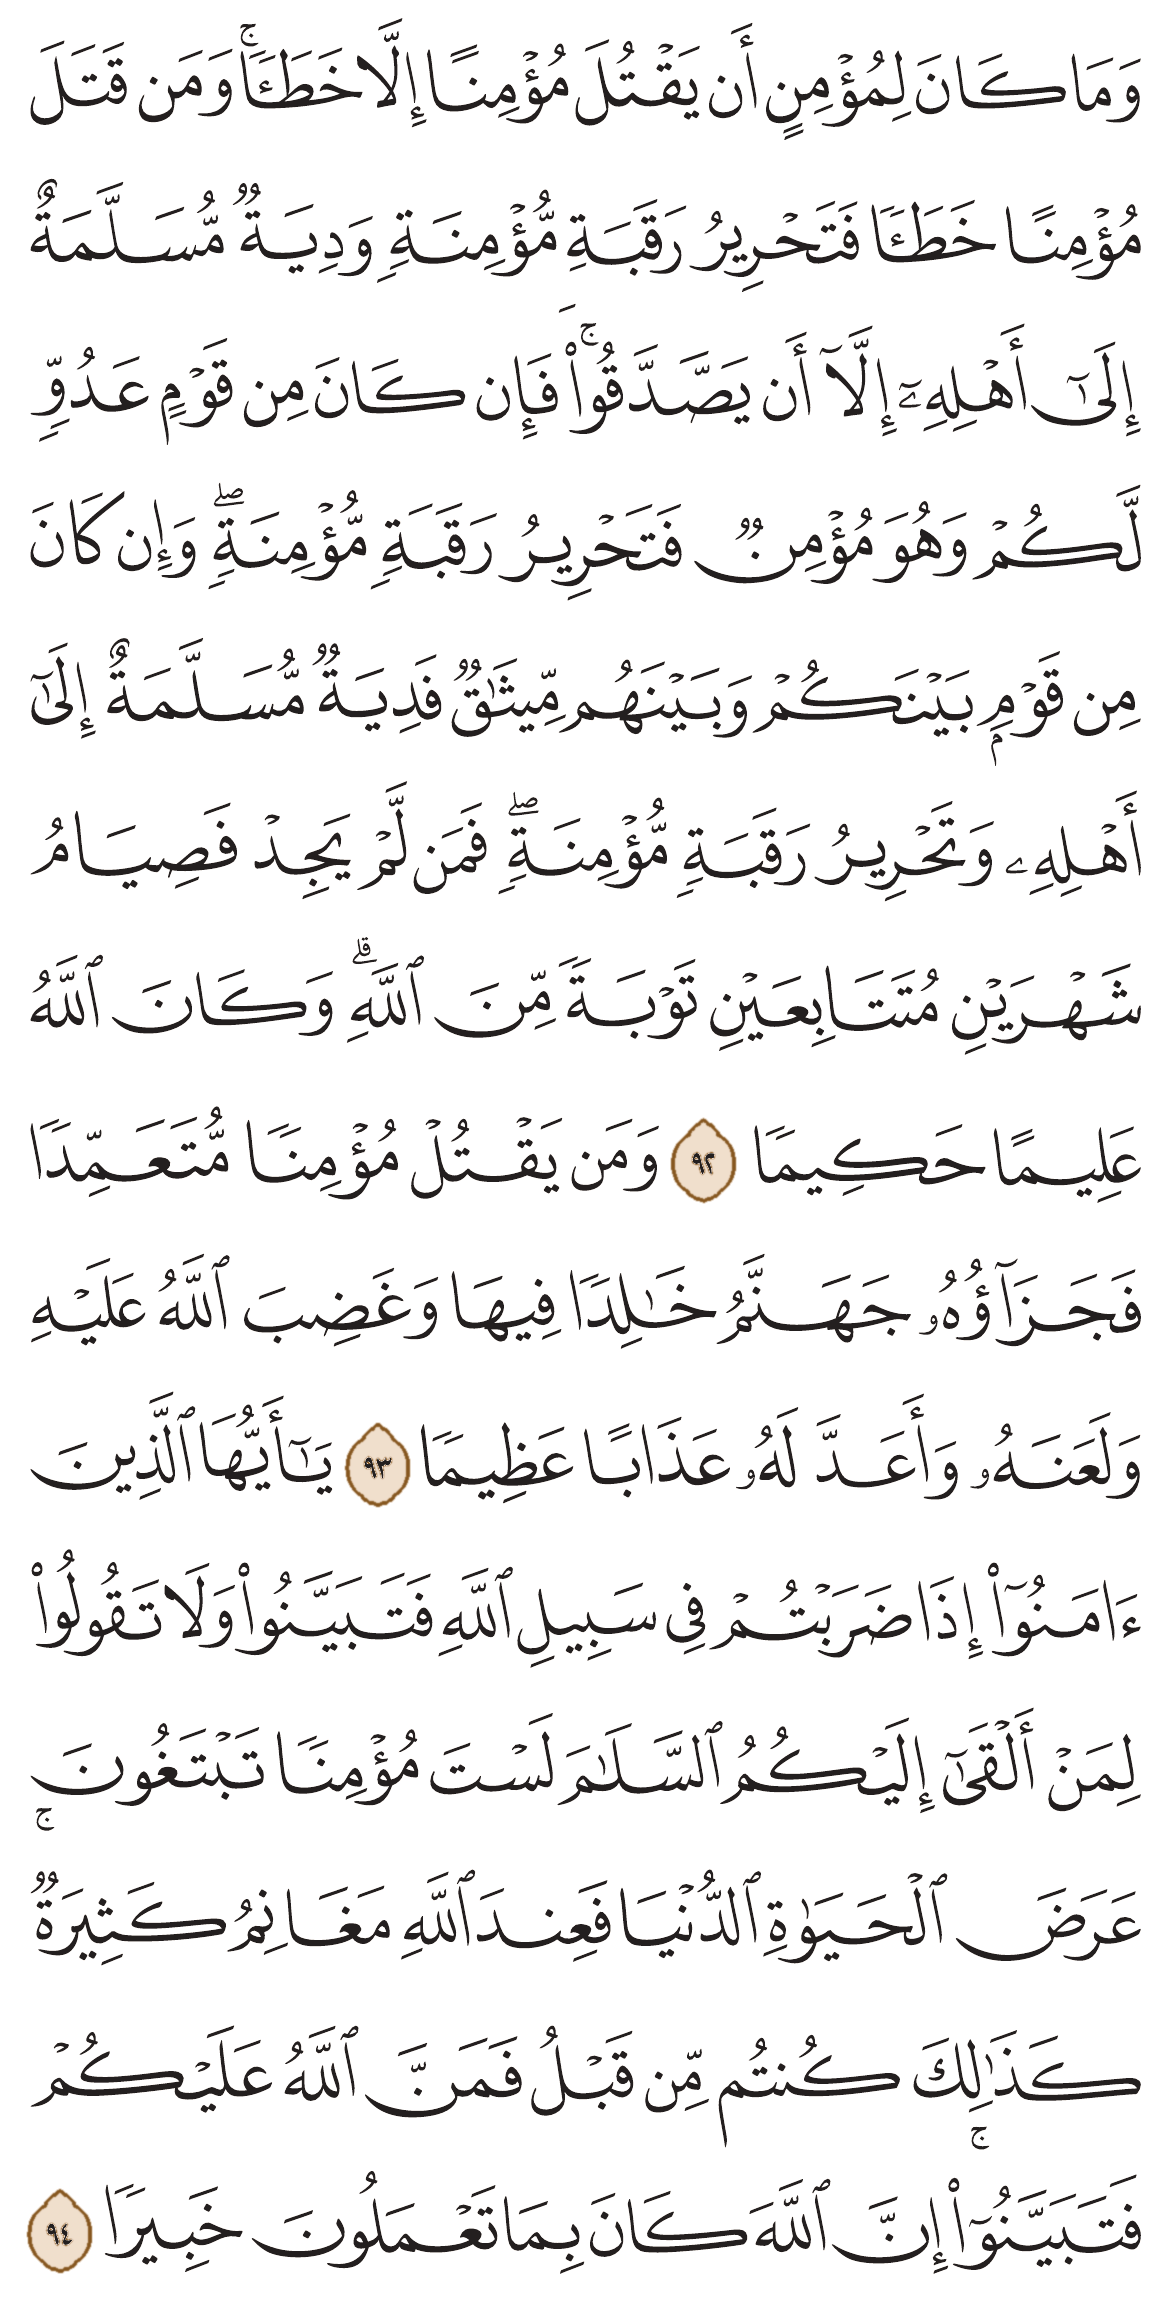 وَمَا كَانَ لِمُؤْمِنٍ أَن يَقْتُلَ مُؤْمِنًا إِلَّا خَطَـًٔا ۚ وَمَن قَتَلَ
مُؤْمِنًا خَطَـًٔا فَتَحْرِيرُ رَقَبَةٍ مُّؤْمِنَةٍ وَدِيَةٌ مُّسَلَّمَةٌ
إِلَىٰٓ أَهْلِهِۦٓ إِلَّآ أَن يَصَّدَّقُوا۟ ۚ فَإِن كَانَ مِن قَوْمٍ عَدُوٍّ
لَّكُمْ وَهُوَ مُؤْمِنٌ فَتَحْرِيرُ رَقَبَةٍ مُّؤْمِنَةٍ ۖ وَإِن كَانَ
مِن قَوْمٍۭ بَيْنَكُمْ وَبَيْنَهُم مِّيثَـٰقٌ فَدِيَةٌ مُّسَلَّمَةٌ إِلَىٰٓ
أَهْلِهِۦ وَتَحْرِيرُ رَقَبَةٍ مُّؤْمِنَةٍ ۖ فَمَن لَّمْ يَجِدْ فَصِيَامُ
شَهْرَيْنِ مُتَتَابِعَيْنِ تَوْبَةً مِّنَ ٱللَّهِ ۗ وَكَانَ ٱللَّهُ
عَلِيمًا حَكِيمًا ٩٢ وَمَن يَقْتُلْ مُؤْمِنًا مُّتَعَمِّدًا
فَجَزَآؤُهُۥ جَهَنَّمُ خَـٰلِدًا فِيهَا وَغَضِبَ ٱللَّهُ عَلَيْهِ
وَلَعَنَهُۥ وَأَعَدَّ لَهُۥ عَذَابًا عَظِيمًا ٩٣ يَـٰٓأَيُّهَا ٱلَّذِينَ
ءَامَنُوٓا۟ إِذَا ضَرَبْتُمْ فِى سَبِيلِ ٱللَّهِ فَتَبَيَّنُوا۟ وَلَا تَقُولُوا۟
لِمَنْ أَلْقَىٰٓ إِلَيْكُمُ ٱلسَّلَـٰمَ لَسْتَ مُؤْمِنًا تَبْتَغُونَ
عَرَضَ ٱلْحَيَوٰةِ ٱلدُّنْيَا فَعِندَ ٱللَّهِ مَغَانِمُ كَثِيرَةٌ ۚ
كَذَٰلِكَ كُنتُم مِّن قَبْلُ فَمَنَّ ٱللَّهُ عَلَيْكُمْ
فَتَبَيَّنُوٓا۟ ۚ إِنَّ ٱللَّهَ كَانَ بِمَا تَعْمَلُونَ خَبِيرًا ٩٤